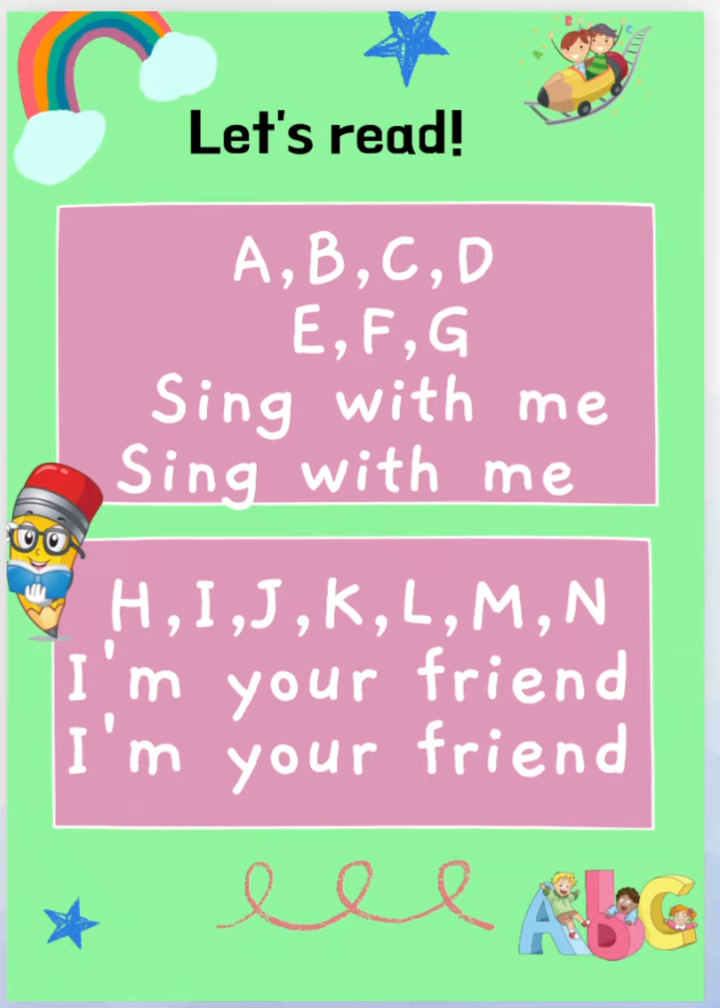 Let's read!
A,B,C,D
E,F,G
Sing with me
Sing with me
H,I,J,K,L,M,N
I'm your friend
I'm your friend
AbC